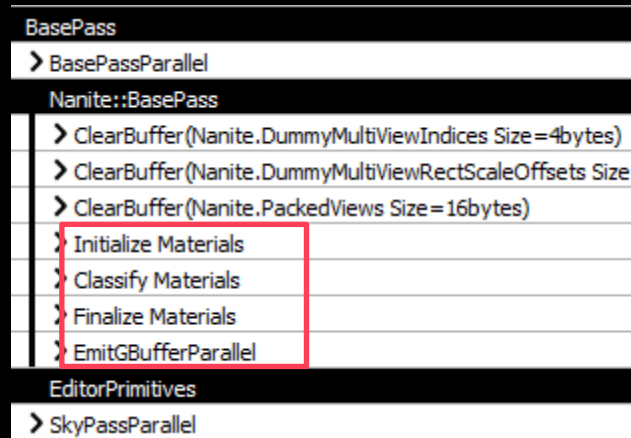 BasePass
BasePassParallel
Nanite::BasePass
ClearBuffer(Nanite.DummyMultiViewIndices Size=4bytes)
ClearBuffer(Nanite.DummyMultiViewRectScaleOffsets Size
ClearBuffer(Nanite.PackedViews Size=16bytes)
Initialize Materials
Classify Materials
Finalize Materials
EmitGBufferParallel
EditorPrimitives
SkyPassParallel